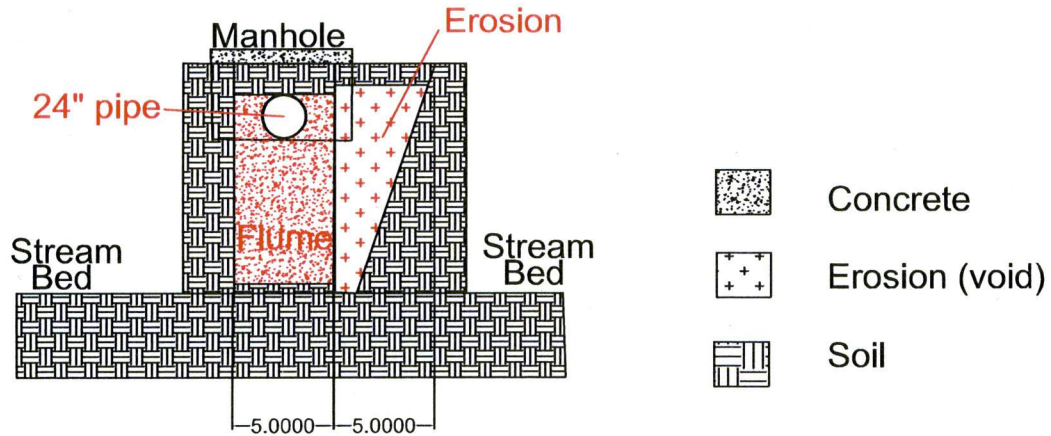 Manhole
Erosion
24" pipe
Flume
Stream
Bed
Stream
Bed
5.0000
5.0000
Concrete
Erosion (void)
Soil